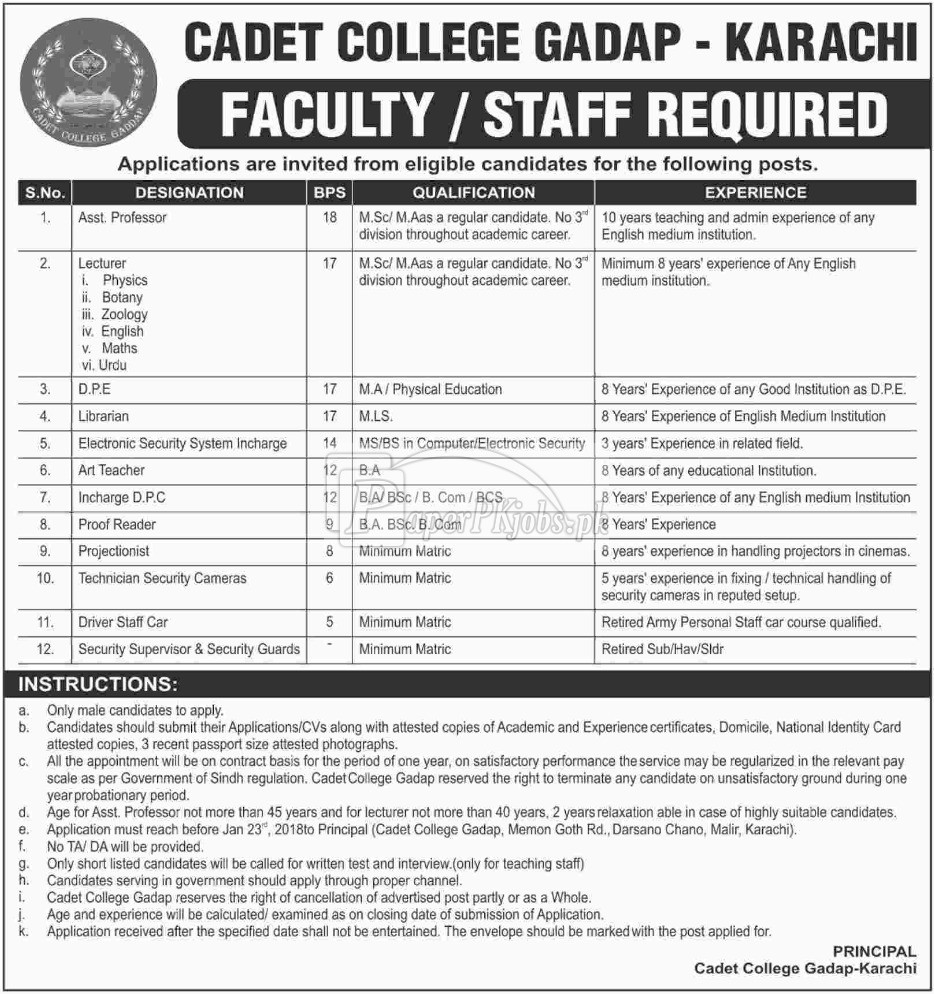 CADET COLLEGE GADDAP
CADET COLLEGE GADAP - KARACHI
FACULTY / STAFF REQUIRED
Applications are invited from eligible candidates for the following posts.
S.No. DESIGNATION BPS QUALIFICATION EXPERIENCE
1. Asst. Professor 18 M.Sc/ M.Aas a regular candidate. No 3rd 10 years teaching and admin experience of any
division throughout academic career. English medium institution.
2. Lecturer 17 M.Sc/ M.Aas a regular candidate. No 3rd Minimum 8 years' experience of Any English
i. Physics division throughout academic career. medium institution.
ii. Botany
iii. Zoology
iv. English
v. Maths
vi. Urdu
3. D.P.E 17 M.A / Physical Education 8 Years' Experience of any Good Institution as D.P.E.
4. Librarian 17 M.LS. 8 Years' Experience of English Medium Institution
5. Electronic Security System Incharge 14 MS/BS in Computer/Electronic Security 3 years' Experience in related field.
6. Art Teacher 12 B.A 8 Years of any educational Institution.
7. Incharge D.P.C 12 B.A/ BSc / B. Com / BCS 8 Years' Experience of any English medium Institution
8. Proof Reader 9 B.A. BSc. B. Com 8 Years' Experience
PaperPKjobs.pk
9. Projectionist 8 Minimum Matric 8 years' experience in handling projectors in cinemas.
10. Technician Security Cameras 6 Minimum Matric 5 years' experience in fixing / technical handling of
security cameras in reputed setup.
11. Driver Staff Car 5 Minimum Matric Retired Army Personal Staff car course qualified.
12. Security Supervisor & Security Guards - Minimum Matric Retired Sub/Hav/Sldr
INSTRUCTIONS:
a. Only male candidates to apply.
b. Candidates should submit their Applications/CVs along with attested copies of Academic and Experience certificates, Domicile, National Identity Card
attested copies, 3 recent passport size attested photographs.
c. All the appointment will be on contract basis for the period of one year, on satisfactory performance the service may be regularized in the relevant pay
scale as per Government of Sindh regulation. Cadet College Gadap reserved the right to terminate any candidate on unsatisfactory ground during one
year probationary period.
d. Age for Asst. Professor not more than 45 years and for lecturer not more than 40 years, 2 years relaxation able in case of highly suitable candidates.
e. Application must reach before Jan 23rd, 2018to Principal (Cadet College Gadap, Memon Goth Rd., Darsano Chano, Malir, Karachi).
f. No TA/ DA will be provided.
g. Only short listed candidates will be called for written test and interview.(only for teaching staff)
h. Candidates serving in government should apply through proper channel.
i. Cadet College Gadap reserves the right of cancellation of advertised post partly or as a Whole.
j. Age and experience will be calculated/ examined as on closing date of submission of Application.
k. Application received after the specified date shall not be entertained. The envelope should be marked with the post applied for.
PRINCIPAL
Cadet College Gadap-Karachi